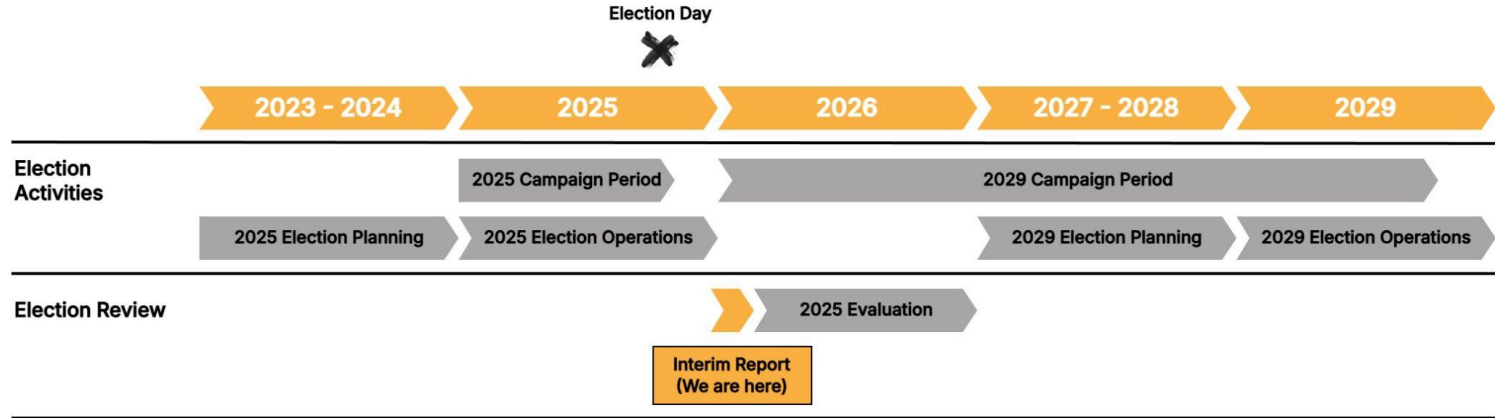 Election Day
2023 - 2024
2025
2026
2027 - 2028
2029
Election
Activities
2025 Campaign Period
2029 Campaign Period
2025 Election Planning
2025 Election Operations
2029 Election Planning
2029 Election Operations
Election Review
2025 Evaluation
Interim Report
(We are here)